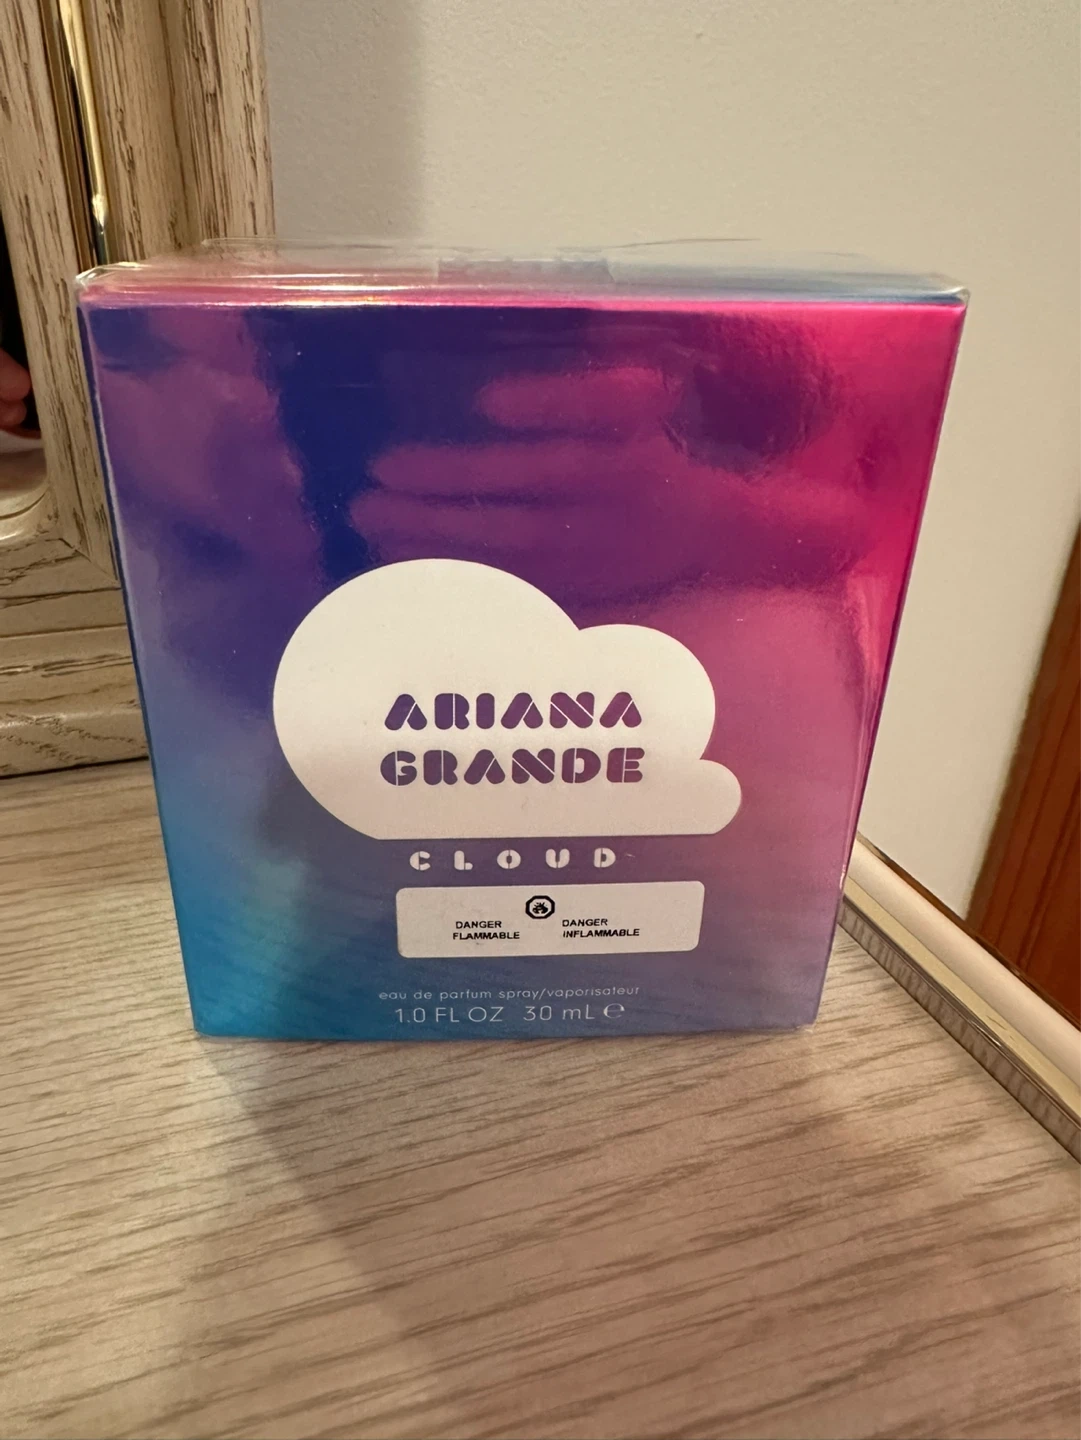 ARIANA
GRANDE
CLOUD
DANGER
FLAMMABLE
DANGER
INFLAMMABLE
eau de parfum spray/vaporisateur
1.0 FL OZ 30 mL ℮